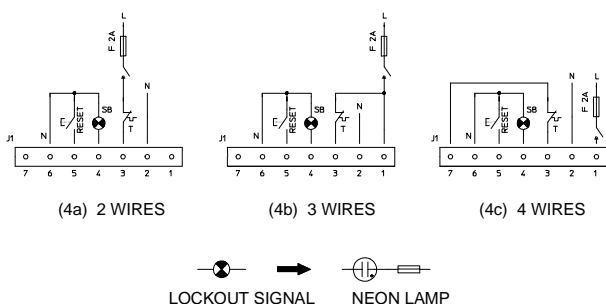 L
F 2A
N
N
RESET
SB
T
J1
7 6 5 4 3 2 1
(4a) 2 WIRES
L
F 2A
N
N
RESET
SB
T
J1
7 6 5 4 3 2 1
(4b) 3 WIRES
N
L
F 2A
N
RESET
SB
T
J1
7 6 5 4 3 2 1
(4c) 4 WIRES
LOCKOUT SIGNAL NEON LAMP